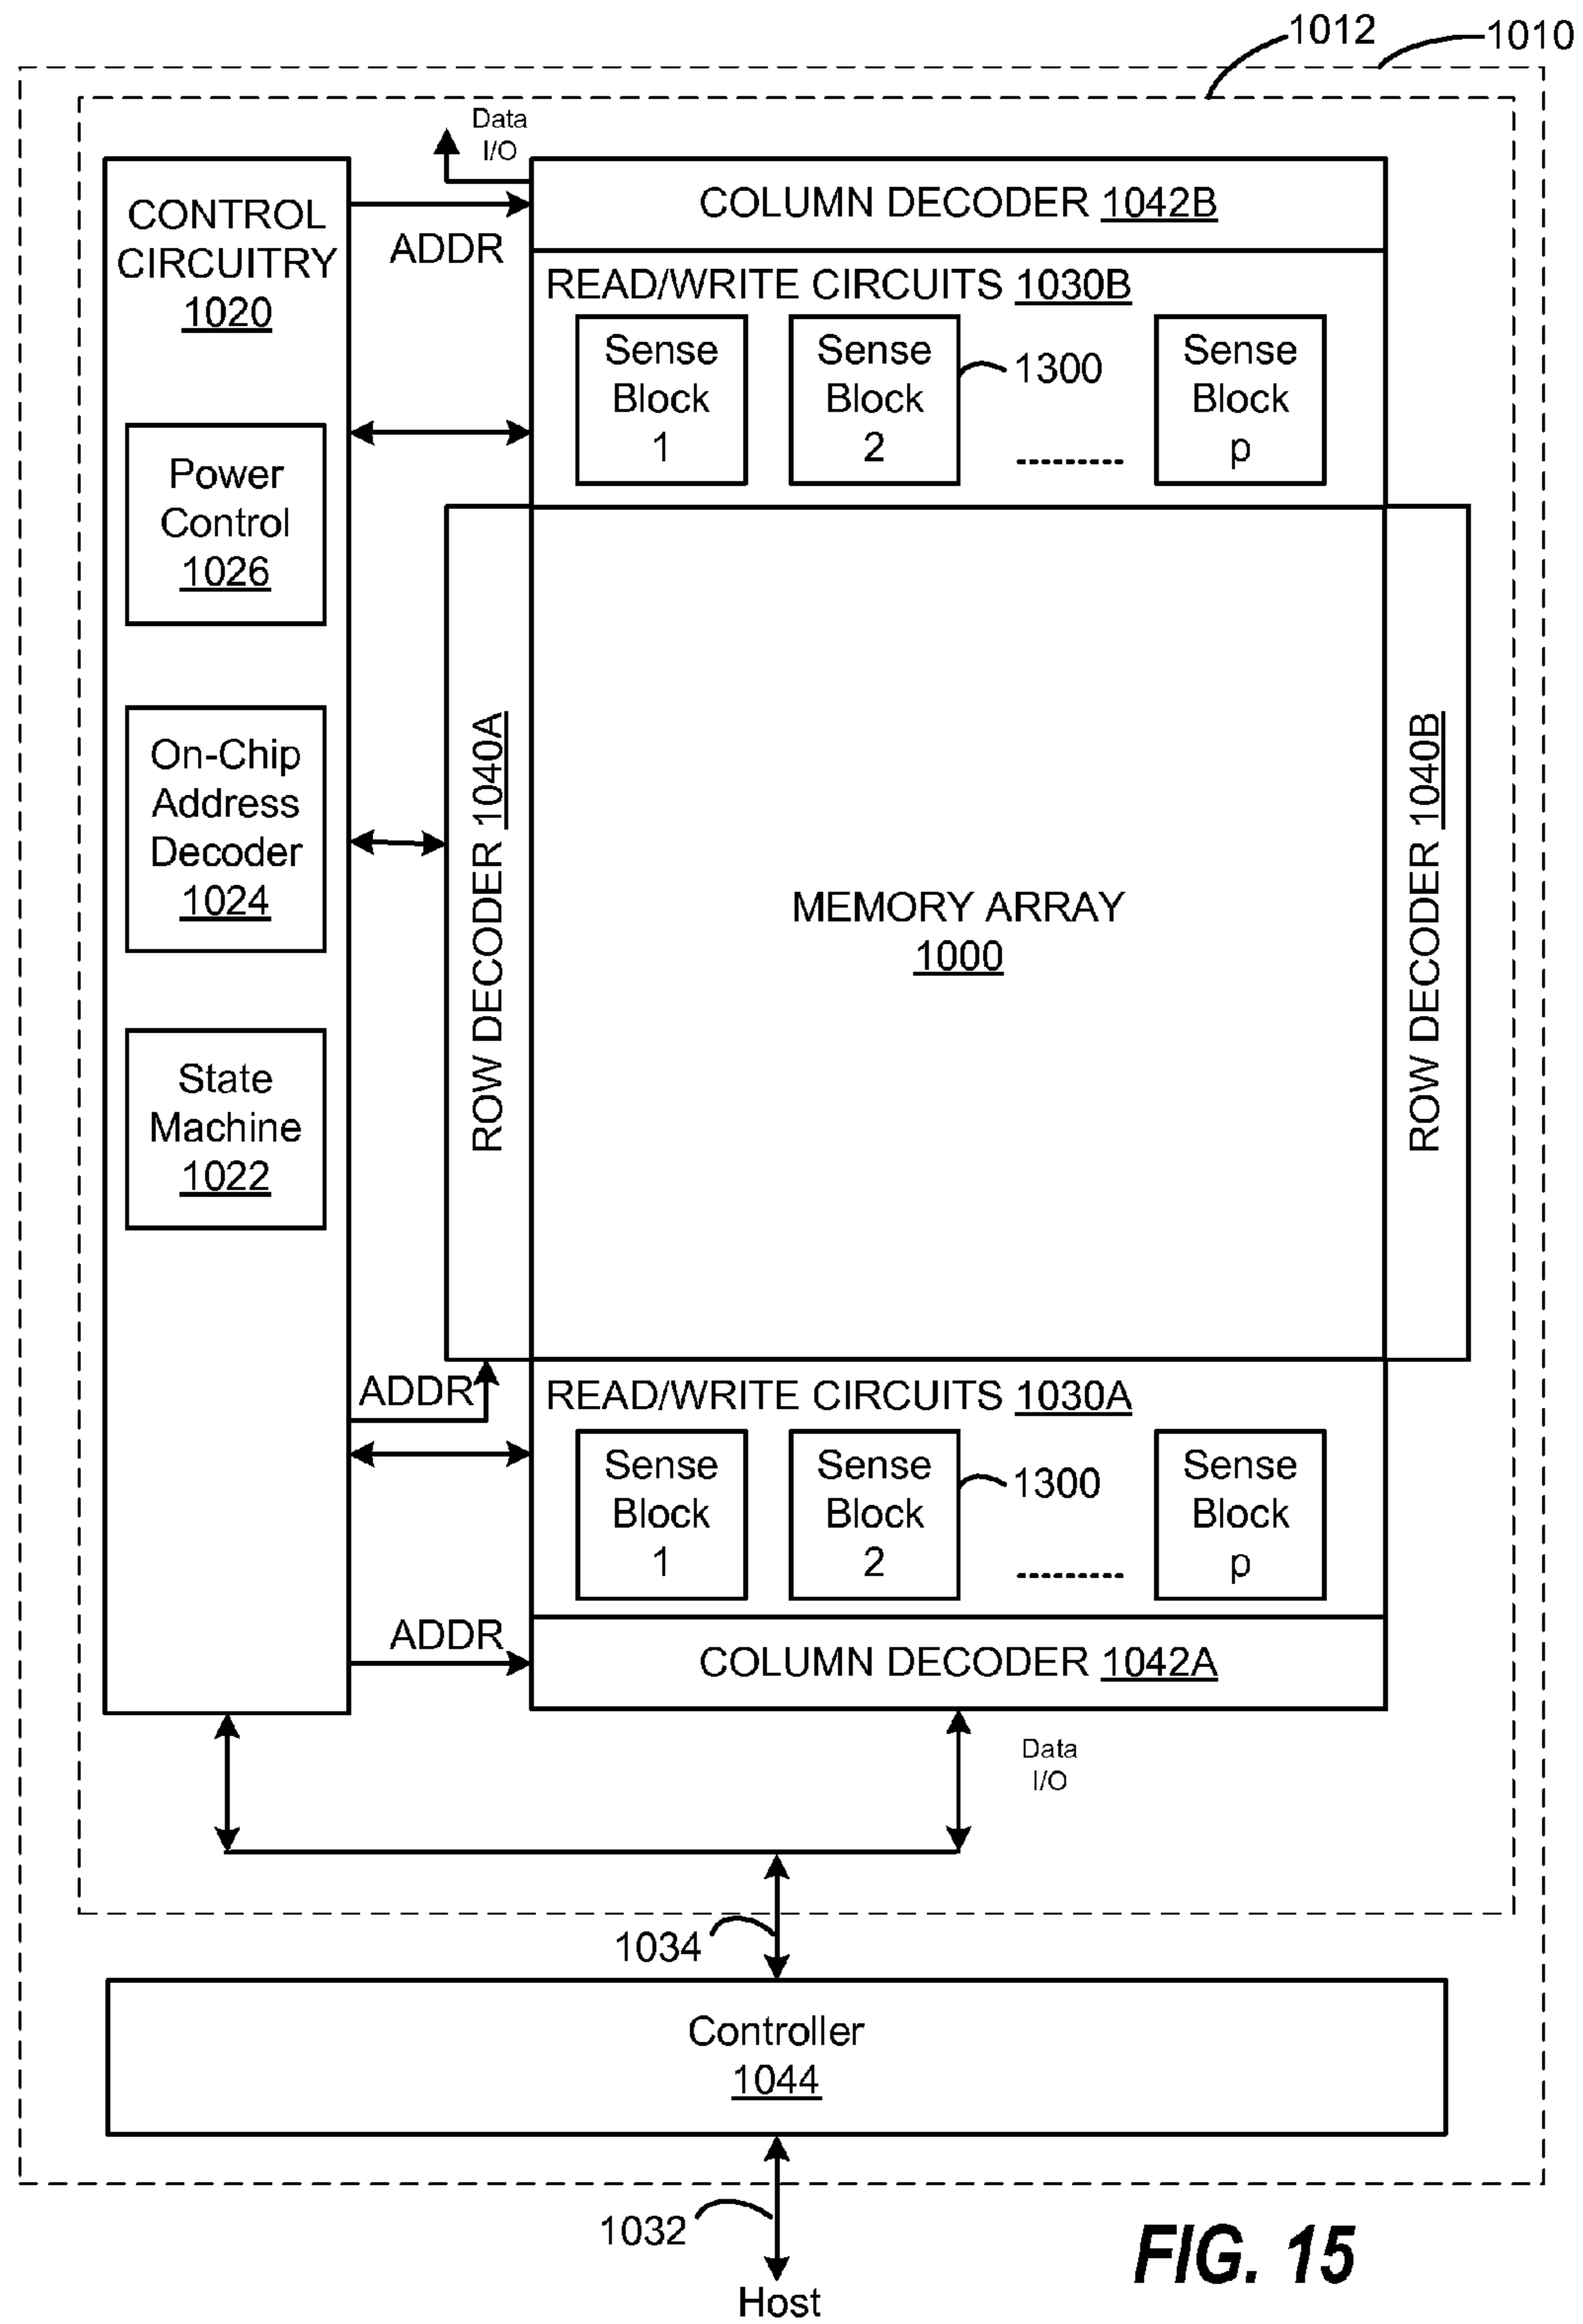 1012
1010
Data
I/O
CONTROL
CIRCUITRY
1020
ADDR
COLUMN DECODER 1042B
READ/WRITE CIRCUITS 1030B
Sense
Block
1
Sense
Block
2
1300
..........
Sense
Block
p
Power
Control
1026
On-Chip
Address
Decoder
1024
State
Machine
1022
ROW DECODER 1040A
MEMORY ARRAY
1000
ROW DECODER 1040B
ADDR
READ/WRITE CIRCUITS 1030A
Sense
Block
1
Sense
Block
2
1300
..........
Sense
Block
p
ADDR
COLUMN DECODER 1042A
Data
I/O
1034
Controller
1044
1032
Host
FIG. 15